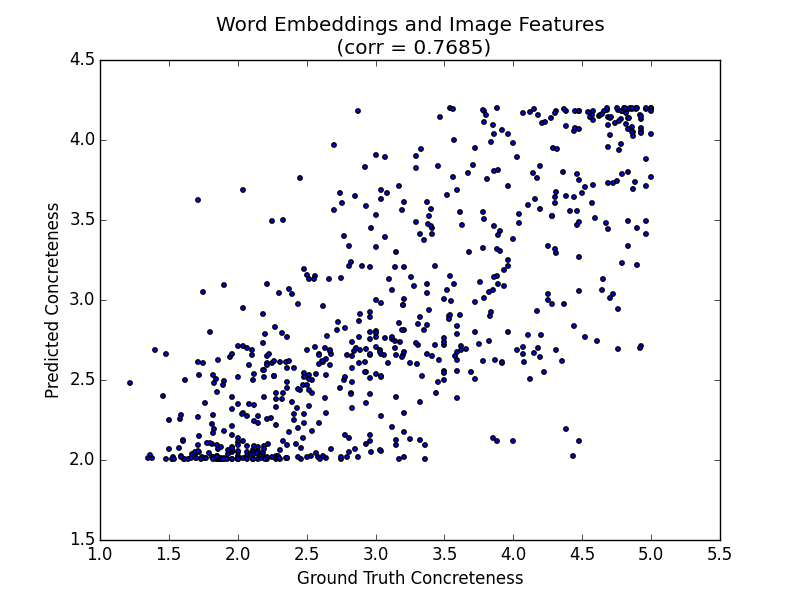 Word Embeddings and Image Features
(corr = 0.7685)
4.5
4.0
3.5
3.0
2.5
2.0
1.5
Predicted Concreteness
1.0 1.5 2.0 2.5 3.0 3.5 4.0 4.5 5.0 5.5
Ground Truth Concreteness